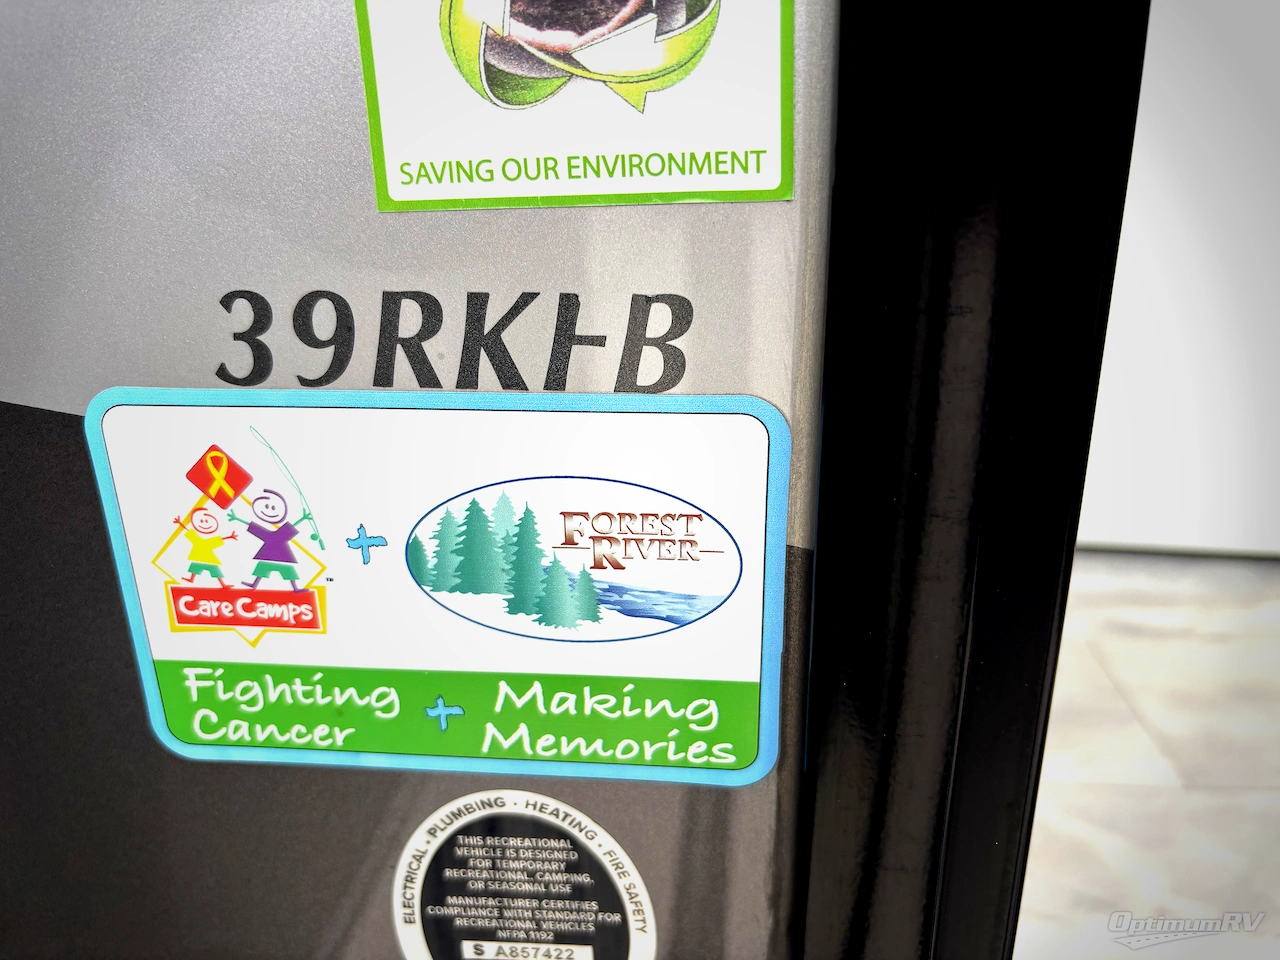 SAVING OUR ENVIRONMENT
39RKFB
CareCamps
™
+
FOREST
RIVER
Fighting
Cancer
+
Making
Memories
ELECTRICAL · PLUMBING · HEATING · FIRE SAFETY
THIS RECREATIONAL
VEHICLE IS DESIGNED
FOR TEMPORARY
RECREATIONAL, CAMPING,
OR SEASONAL USE
MANUFACTURER CERTIFIES
COMPLIANCE WITH STANDARD FOR
RECREATIONAL VEHICLES
NFPA 1192
S A857422
OptimumRV